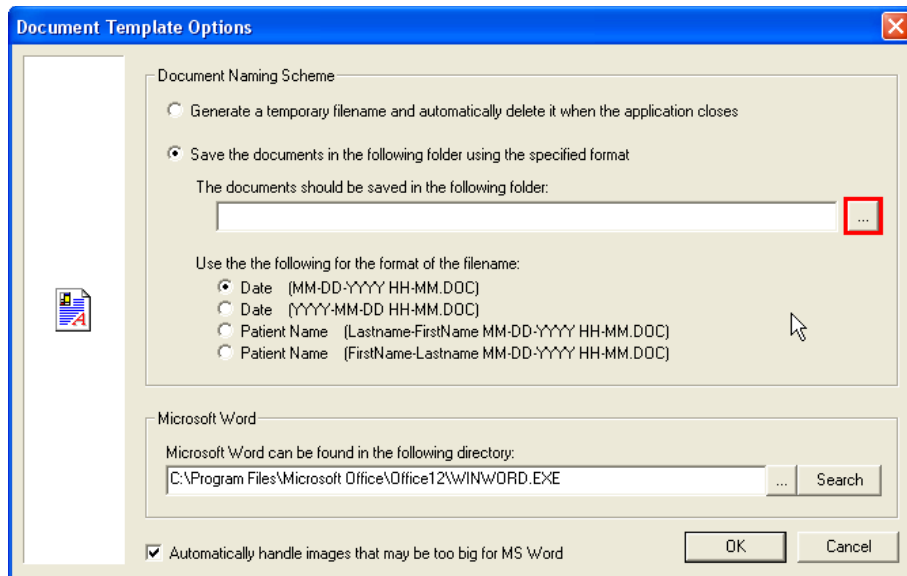 Document Template Options
Document Naming Scheme
Generate a temporary filename and automatically delete it when the application closes
Save the documents in the following folder using the specified format
The documents should be saved in the following folder:
...
Use the the following for the format of the filename:
Date (MM-DD-YYYY HH-MM.DOC)
Date (YYYY-MM-DD HH-MM.DOC)
Patient Name (Lastname-FirstName MM-DD-YYYY HH-MM.DOC)
Patient Name (FirstName-Lastname MM-DD-YYYY HH-MM.DOC)
Microsoft Word
Microsoft Word can be found in the following directory:
C:\Program Files\Microsoft Office\Office12\WINWORD.EXE ... Search
Automatically handle images that may be too big for MS Word OK Cancel